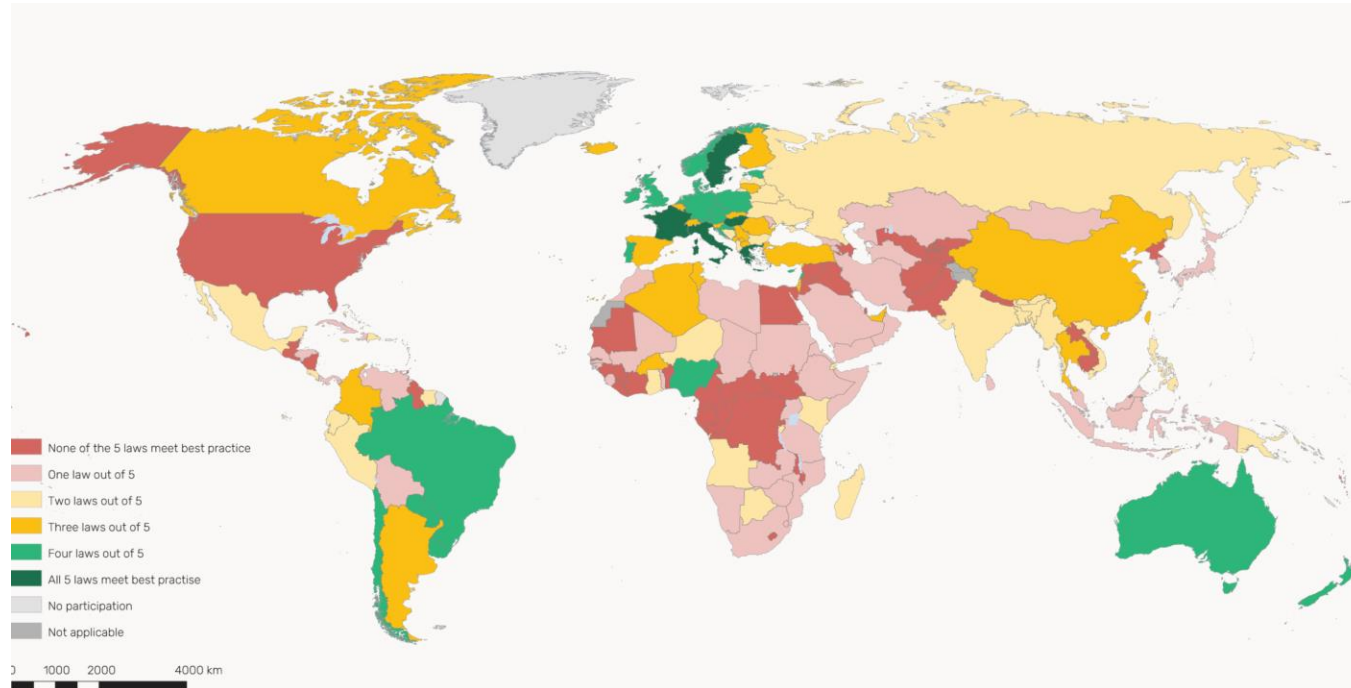 None of the 5 laws meet best practice
One law out of 5
Two laws out of 5
Three laws out of 5
Four laws out of 5
All 5 laws meet best practise
No participation
Not applicable
0 1000 2000 4000 km